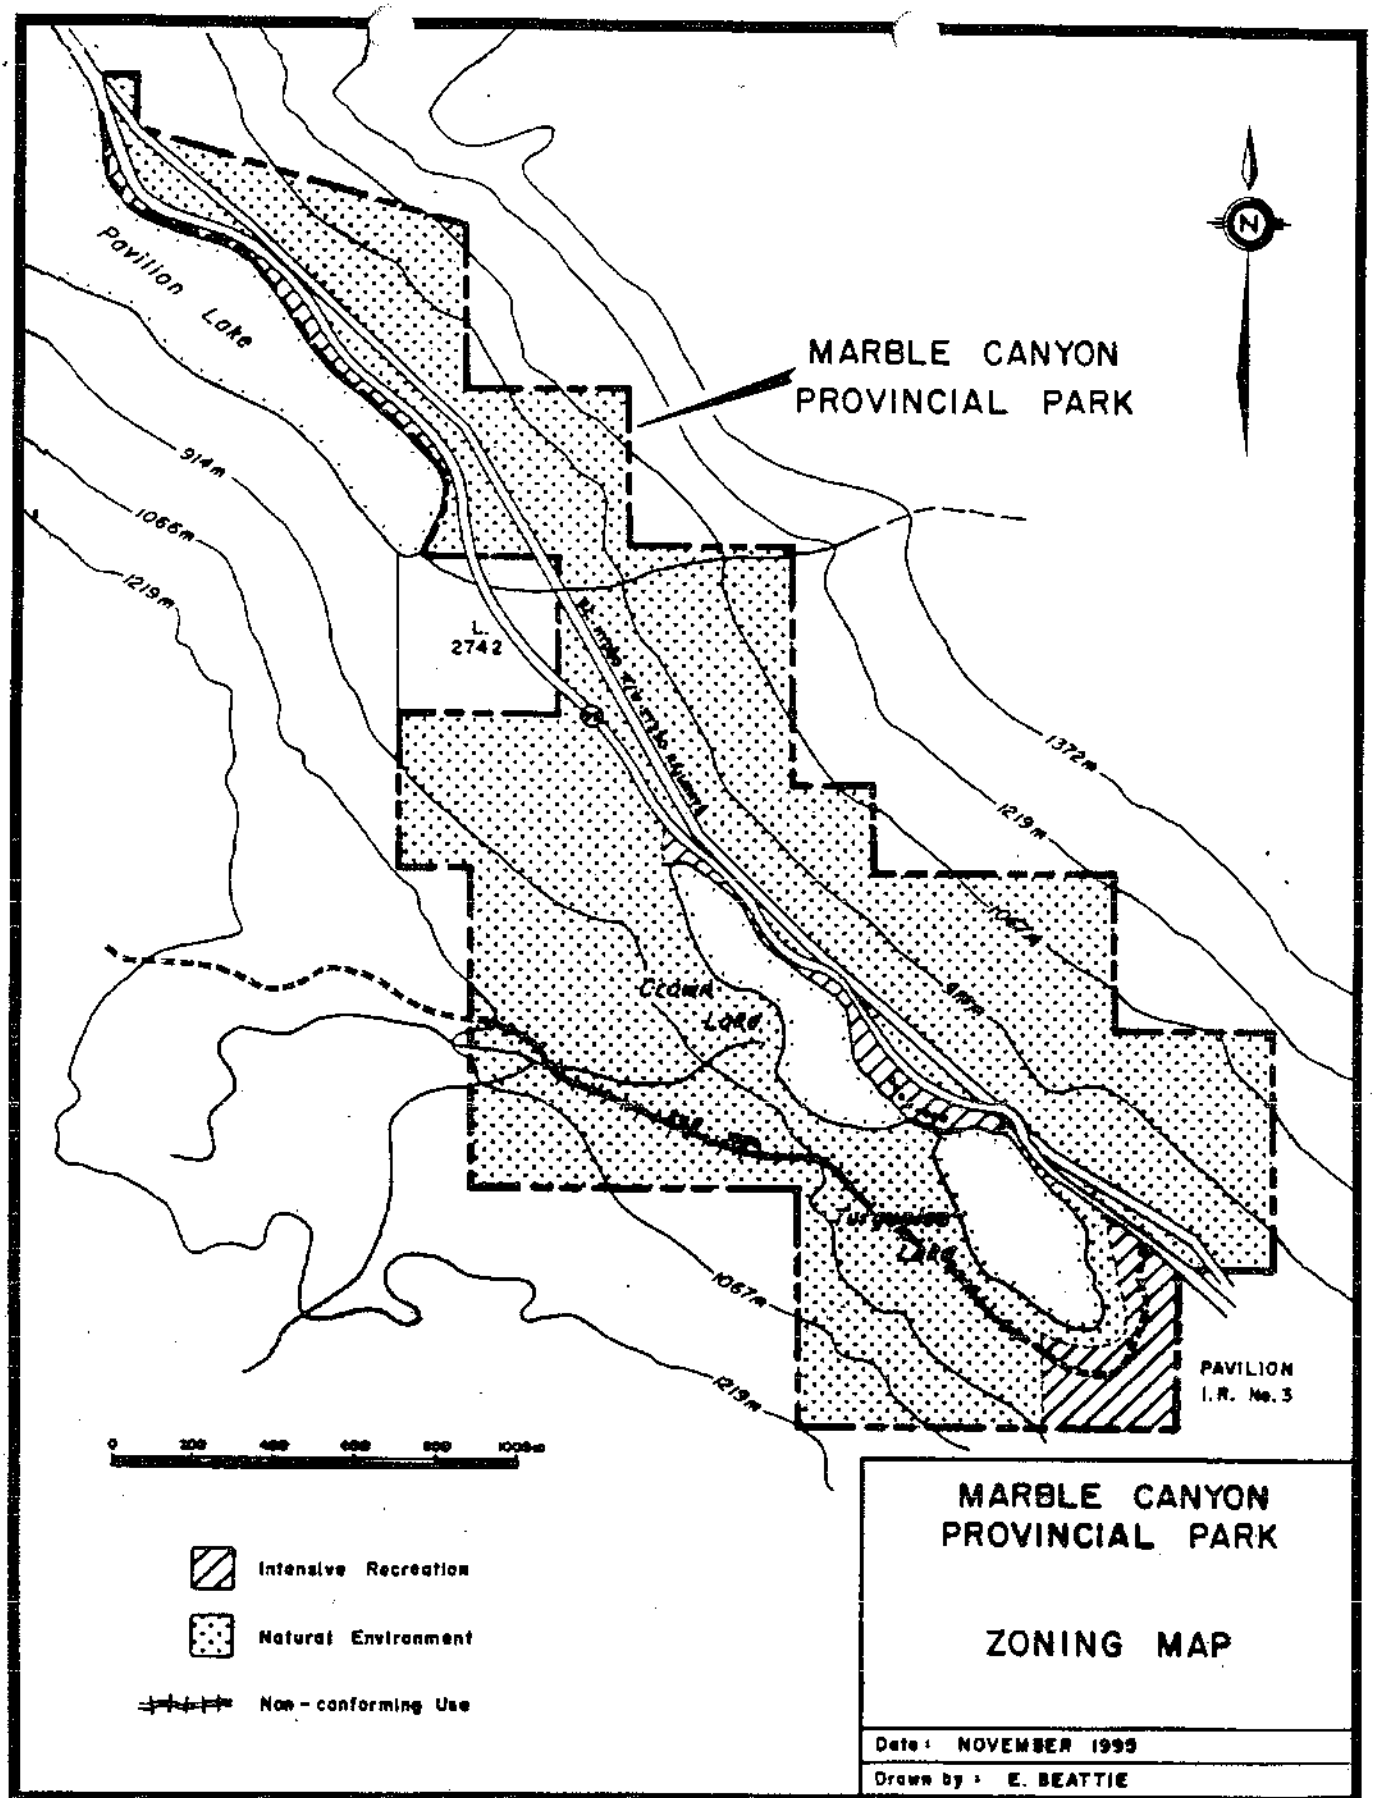 N
Pavilion
Lake
MARBLE CANYON
PROVINCIAL PARK
914m
1066m
1219m
L.
2742
1372m
1219m
Crown
Lake
Turquoise
Lake
1067m
1219m
PAVILION
I.R. No. 3
0 200 400 600 800 1000m
Intensive Recreation
Natural Environment
Non-conforming Use
MARBLE CANYON
PROVINCIAL PARK
ZONING MAP
Date: NOVEMBER 1995
Drawn by: E. BEATTIE